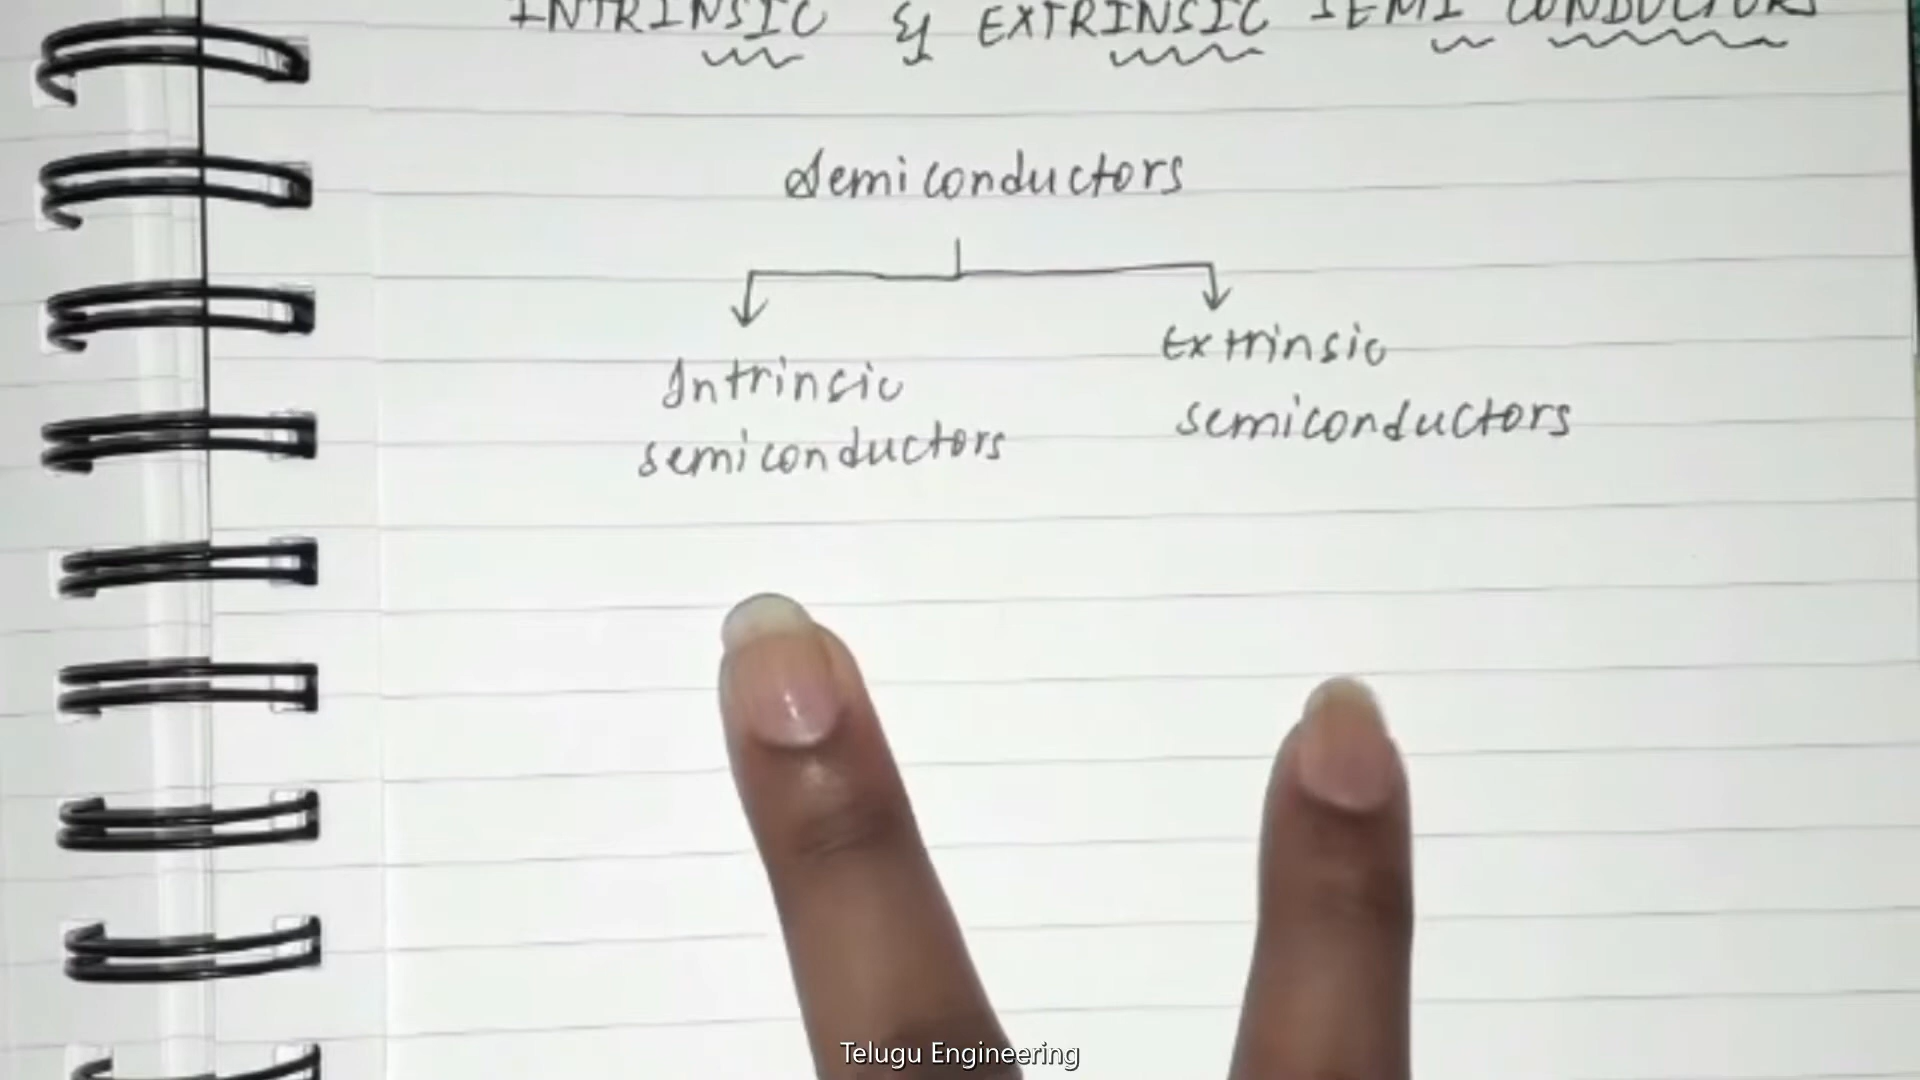 INTRINSIC & EXTRINSIC SEMI CONDUCTORS
Semiconductors
Intrinsic semiconductors
Extrinsic semiconductors
Telugu Engineering